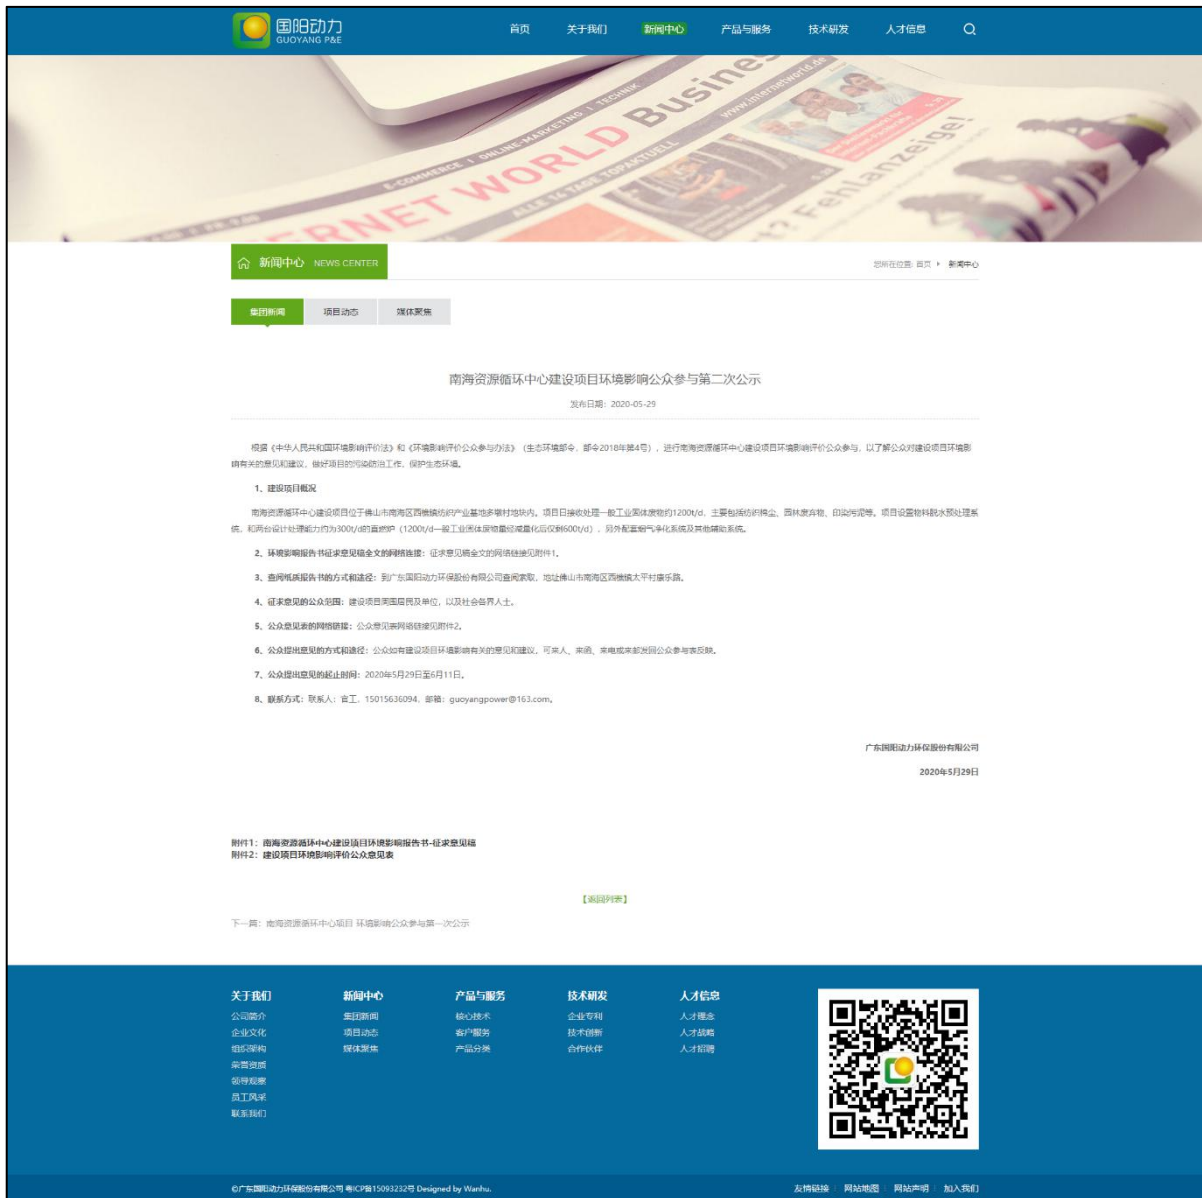 国阳动力
GUOYANG P&E
首页 关于我们 新闻中心 产品与服务 技术研发 人才信息
E-COMMERCE | ONLINE-MARKETING | TECHNIK
INTERNET WORLD Business
www.internetworld.de
ALLE 14 TAGE TOPAKTUELL
Fehlanzeige!
新闻中心 NEWS CENTER
您所在位置: 首页 新闻中心
集团新闻 项目动态 媒体聚焦
南海资源循环中心建设项目环境影响公众参与第二次公示
发布日期：2020-05-29
根据《中华人民共和国环境影响评价法》和《环境影响评价公众参与办法》（生态环境部令，部令2018年第4号），进行南海资源循环中心建设项目环境影响评价公众参与，以了解公众对建设项目环境影
响有关的意见和建议，做好项目的污染防治工作，保护生态环境。
1、建设项目概况
南海资源循环中心建设项目位于佛山市南海区西樵镇纺织产业基地多墩村地块内。项目日接收处理一般工业固体废物约1200t/d，主要包括纺织棉尘、园林废弃物、印染污泥等。项目设置物料脱水预处理系
统，和两台设计处理能力约为300t/d的直燃炉（1200t/d一般工业固体废物量经减量化后仅剩600t/d），另外配套烟气净化系统及其他辅助系统。
2、环境影响报告书征求意见稿全文的网络连接：征求意见稿全文的网络链接见附件1。
3、查阅纸质报告书的方式和途径：到广东国阳动力环保股份有限公司查阅索取，地址佛山市南海区西樵镇太平村康乐路。
4、征求意见的公众范围：建设项目周围居民及单位，以及社会各界人士。
5、公众意见表的网络链接：公众意见表网络链接见附件2。
6、公众提出意见的方式和途径：公众如有建设项目环境影响有关的意见和建议，可来人、来函、来电或来邮发回公众参与表反映。
7、公众提出意见的起止时间：2020年5月29日至6月11日。
8、联系方式：联系人：官工，15015636094，邮箱：guoyangpower@163.com。
广东国阳动力环保股份有限公司
2020年5月29日
附件1：南海资源循环中心建设项目环境影响报告书-征求意见稿
附件2：建设项目环境影响评价公众意见表
【返回列表】
下一篇：南海资源循环中心项目 环境影响公众参与第一次公示
关于我们 新闻中心 产品与服务 技术研发 人才信息
公司简介 集团新闻 核心技术 企业专利 人才理念
企业文化 项目动态 客户服务 技术创新 人才战略
组织架构 媒体聚焦 产品分类 合作伙伴 人才招聘
荣誉资质
领导观察
员工风采
联系我们
©广东国阳动力环保股份有限公司 粤ICP备15093232号 Designed by Wanhu.
友情链接 网站地图 网站声明 加入我们